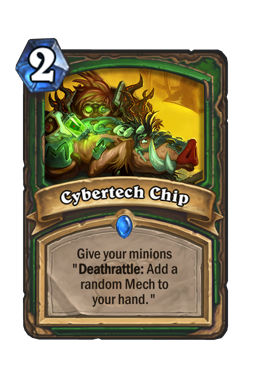 2
Cybertech Chip
Give your minions
"Deathrattle: Add a
random Mech to
your hand. "